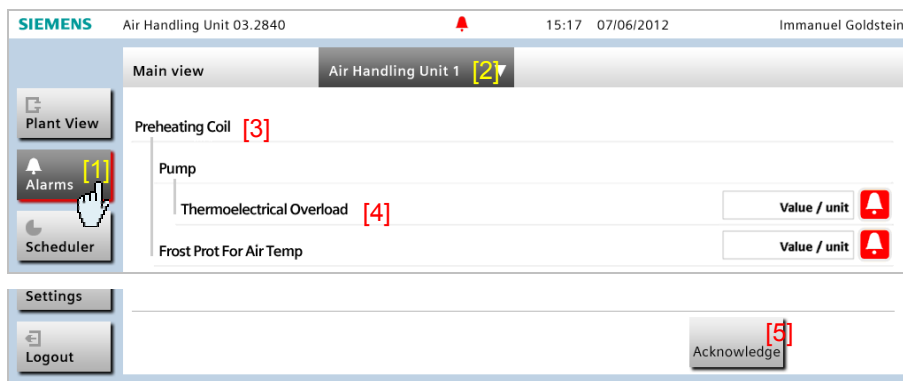 SIEMENS Air Handling Unit 03.2840 15:17 07/06/2012 Immanuel Goldstein
Main view Air Handling Unit 1 [2]
Plant View
Preheating Coil [3]
Alarms [1]
Pump
Thermoelectrical Overload [4] Value / unit
Scheduler
Frost Prot For Air Temp Value / unit
Settings
Logout
Acknowledge [5]